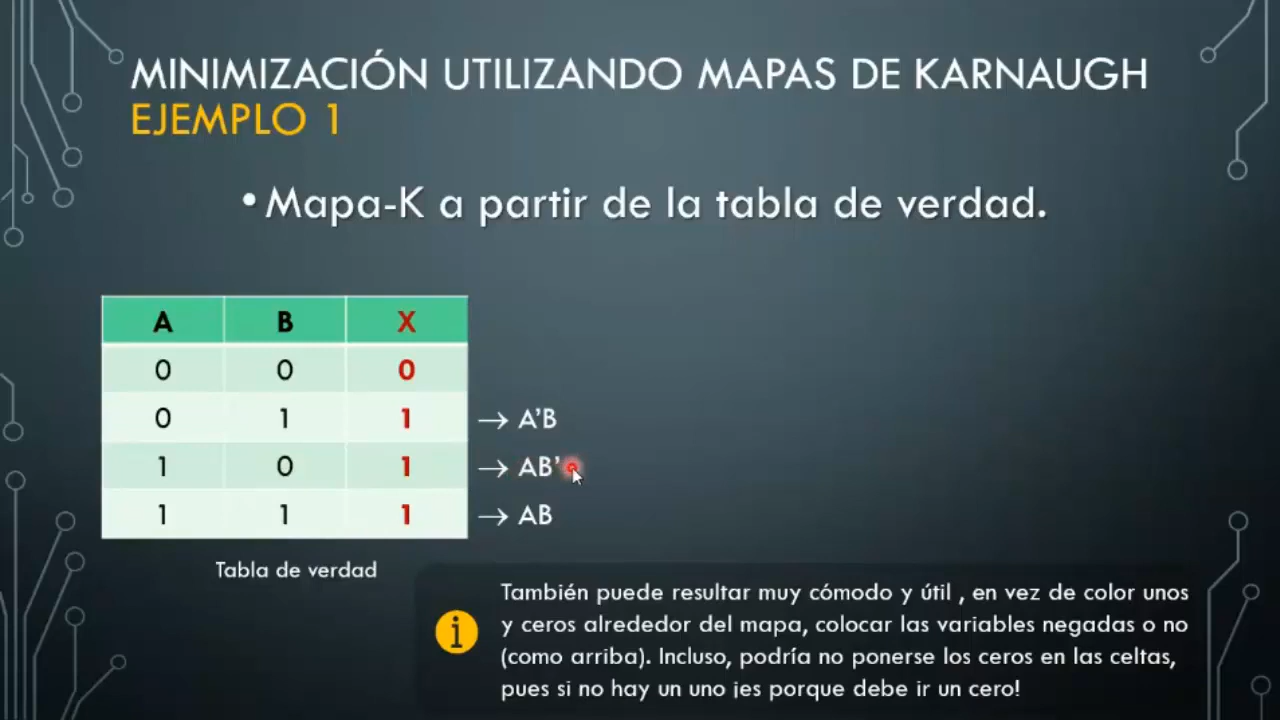 MINIMIZACIÓN UTILIZANDO MAPAS DE KARNAUGH
EJEMPLO 1
•Mapa-K a partir de la tabla de verdad.
A B X
0 0 0
0 1 1 → A’B
1 0 1 → AB’
1 1 1 → AB
Tabla de verdad
También puede resultar muy cómodo y útil , en vez de color unos
y ceros alrededor del mapa, colocar las variables negadas o no
(como arriba). Incluso, podría no ponerse los ceros en las celtas,
pues si no hay un uno ¡es porque debe ir un cero!